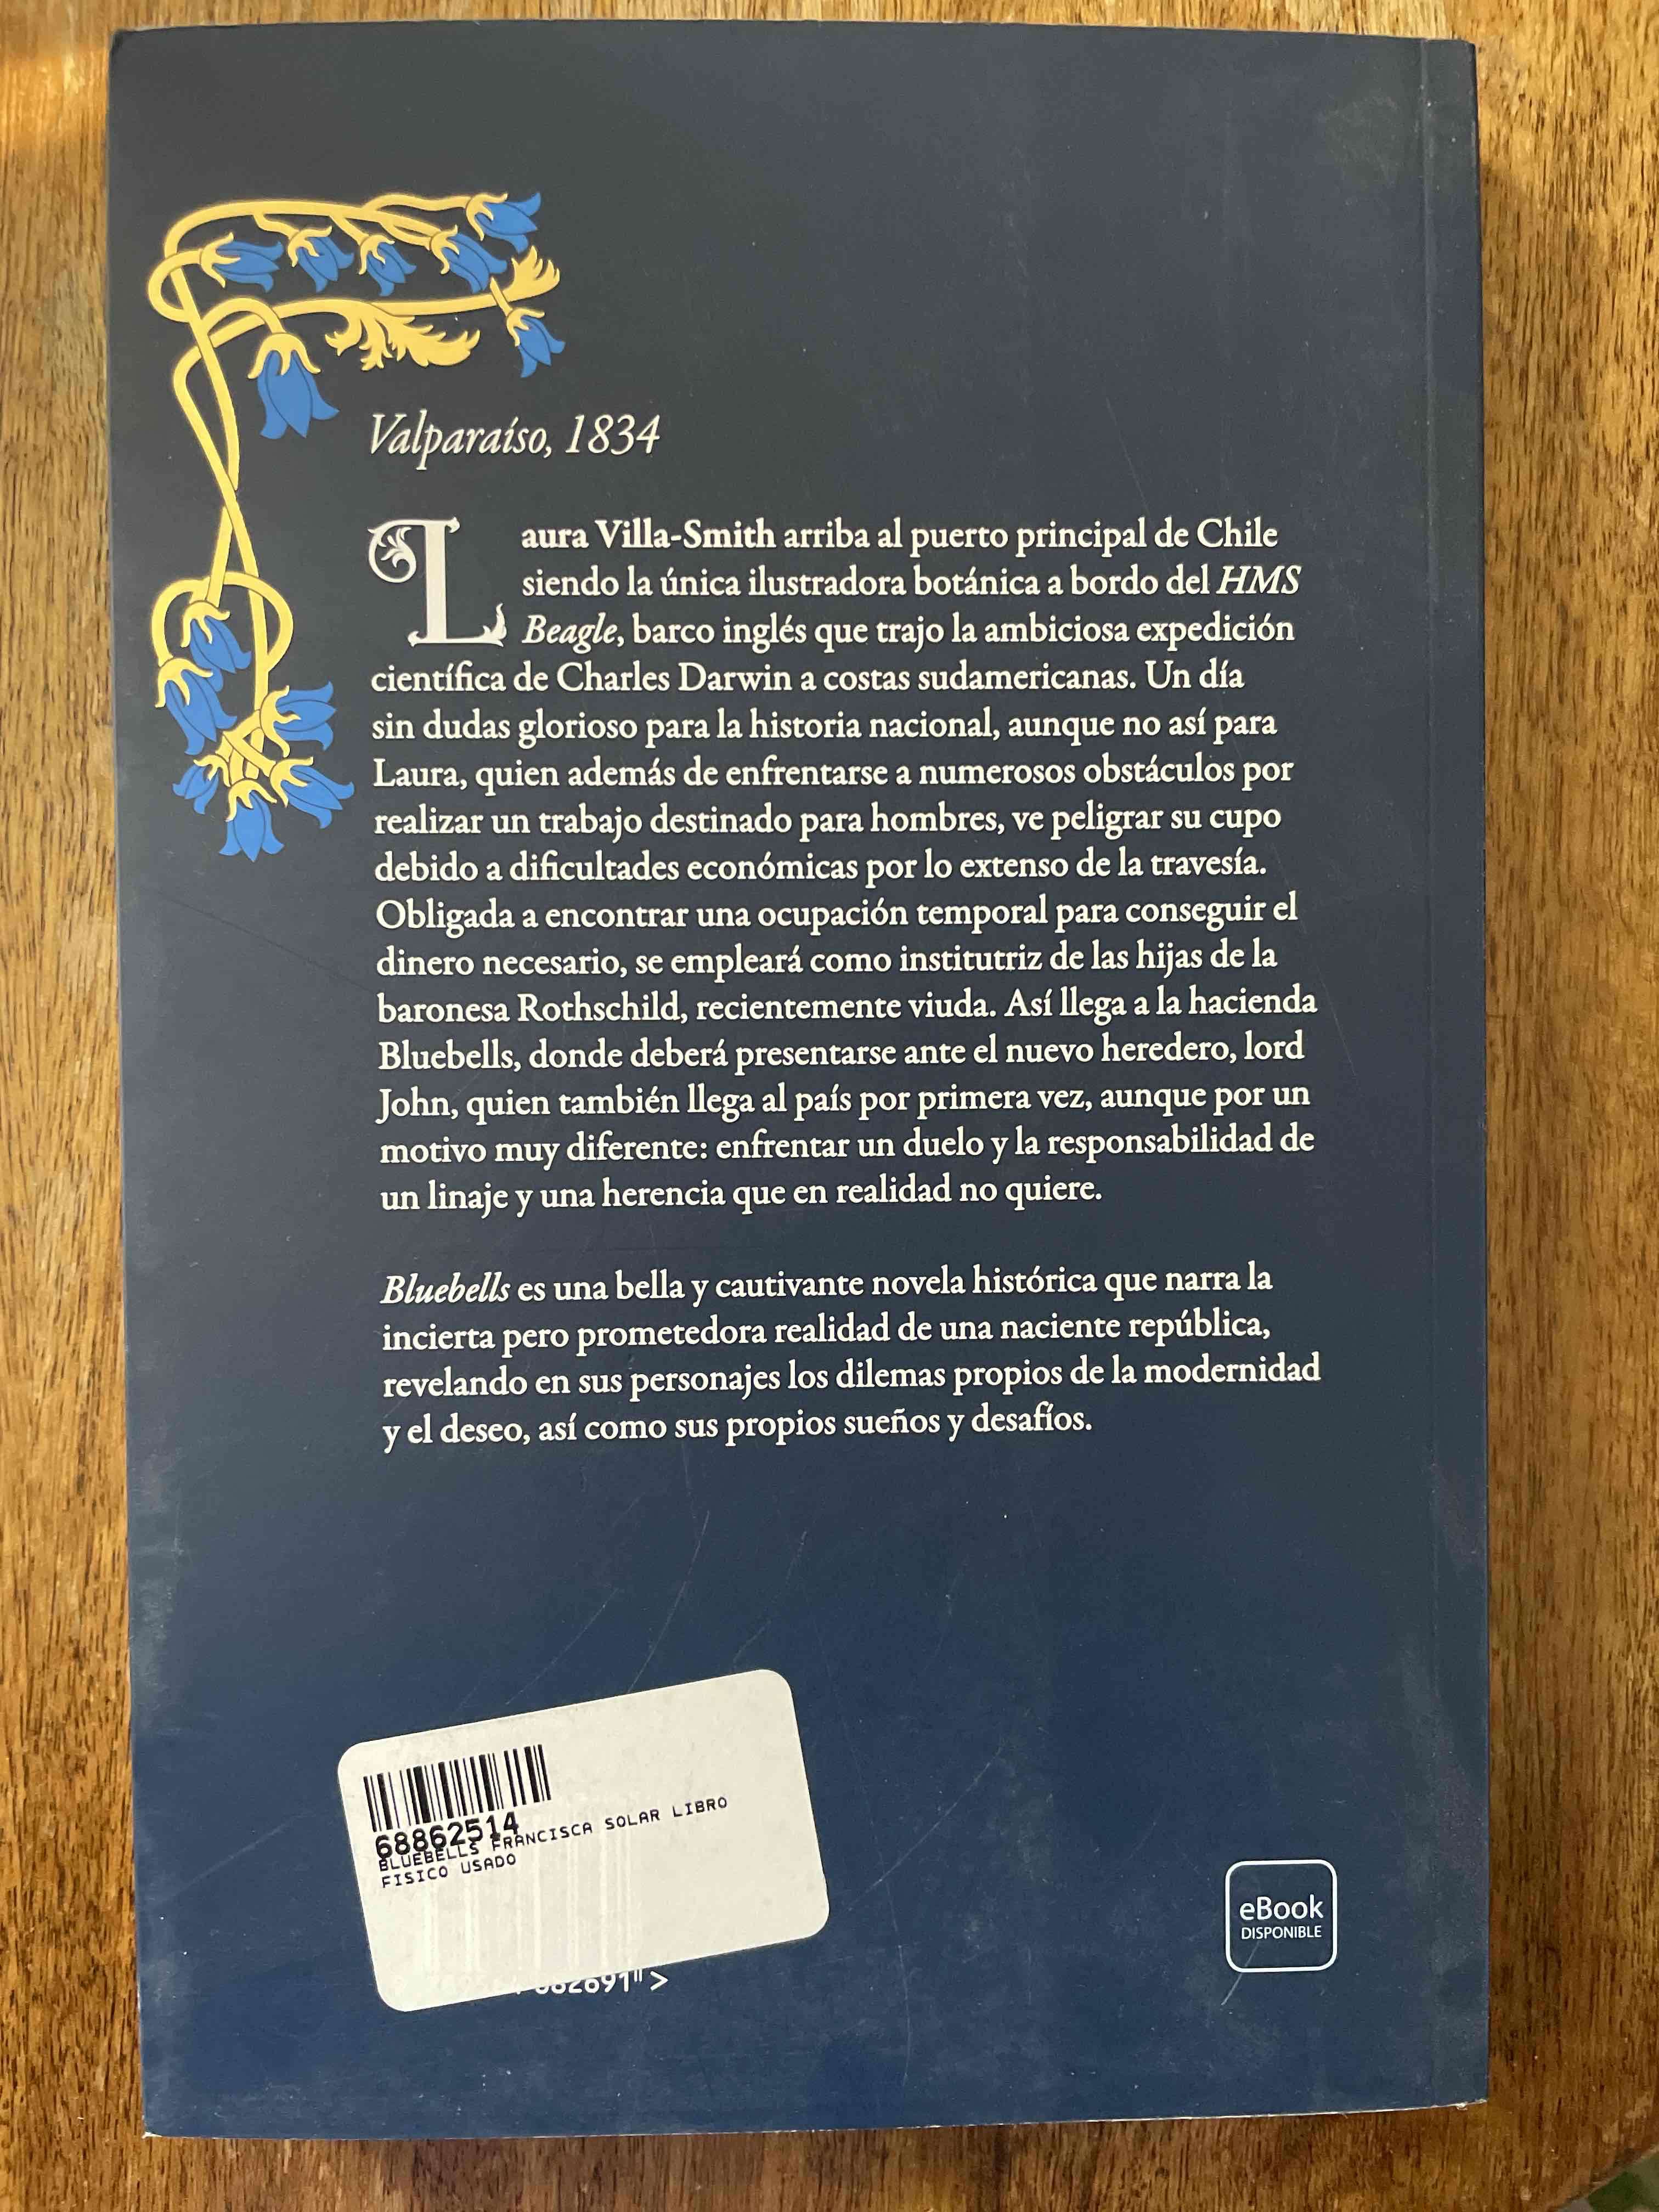 Valparaíso, 1834
Laura Villa-Smith arriba al puerto principal de Chile
siendo la única ilustradora botánica a bordo del HMS
Beagle, barco inglés que trajo la ambiciosa expedición
científica de Charles Darwin a costas sudamericanas. Un día
sin dudas glorioso para la historia nacional, aunque no así para
Laura, quien además de enfrentarse a numerosos obstáculos por
realizar un trabajo destinado para hombres, ve peligrar su cupo
debido a dificultades económicas por lo extenso de la travesía.
Obligada a encontrar una ocupación temporal para conseguir el
dinero necesario, se empleará como institutriz de las hijas de la
baronesa Rothschild, recientemente viuda. Así llega a la hacienda
Bluebells, donde deberá presentarse ante el nuevo heredero, lord
John, quien también llega al país por primera vez, aunque por un
motivo muy diferente: enfrentar un duelo y la responsabilidad de
un linaje y una herencia que en realidad no quiere.
Bluebells es una bella y cautivante novela histórica que narra la
incierta pero prometedora realidad de una naciente república,
revelando en sus personajes los dilemas propios de la modernidad
y el deseo, así como sus propios sueños y desafíos.
68862514
BLUEBELLS FRANCISCA SOLAR LIBRO
FISICO USADO
eBook
DISPONIBLE